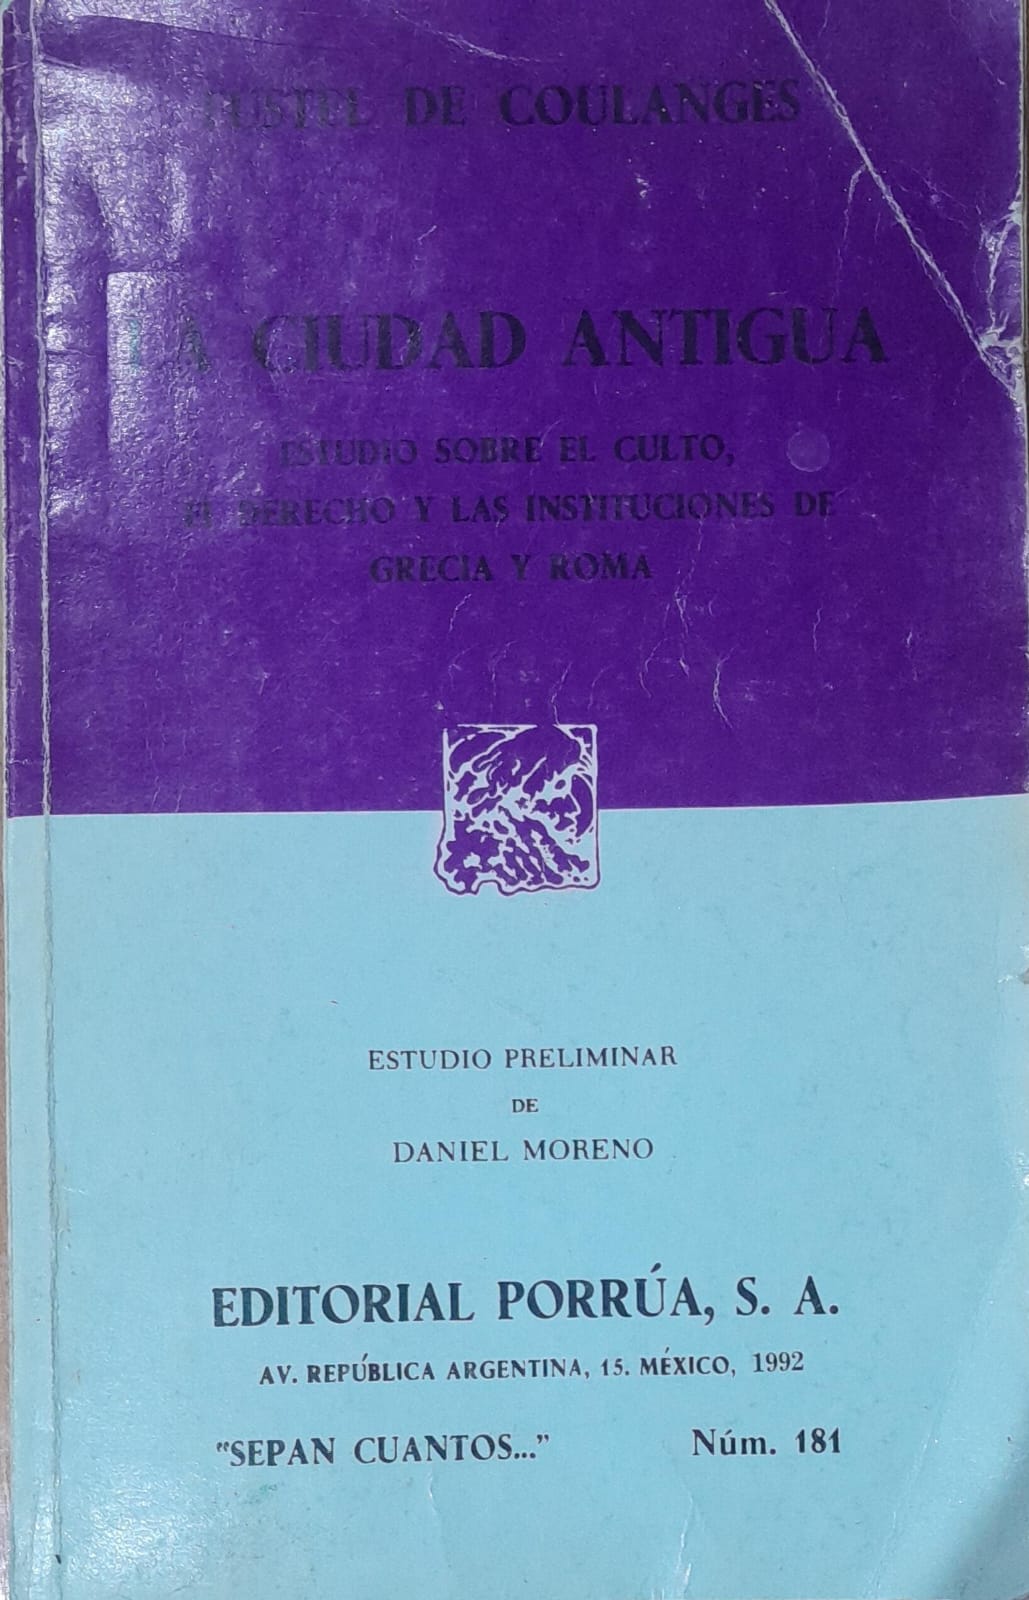 FUSTEL DE COULANGES
LA CIUDAD ANTIGUA
ESTUDIO SOBRE EL CULTO,
EL DERECHO Y LAS INSTITUCIONES DE
GRECIA Y ROMA
ESTUDIO PRELIMINAR
DE
DANIEL MORENO
EDITORIAL PORRÚA, S. A.
AV. REPÚBLICA ARGENTINA, 15. MÉXICO, 1992
"SEPAN CUANTOS..." Núm. 181